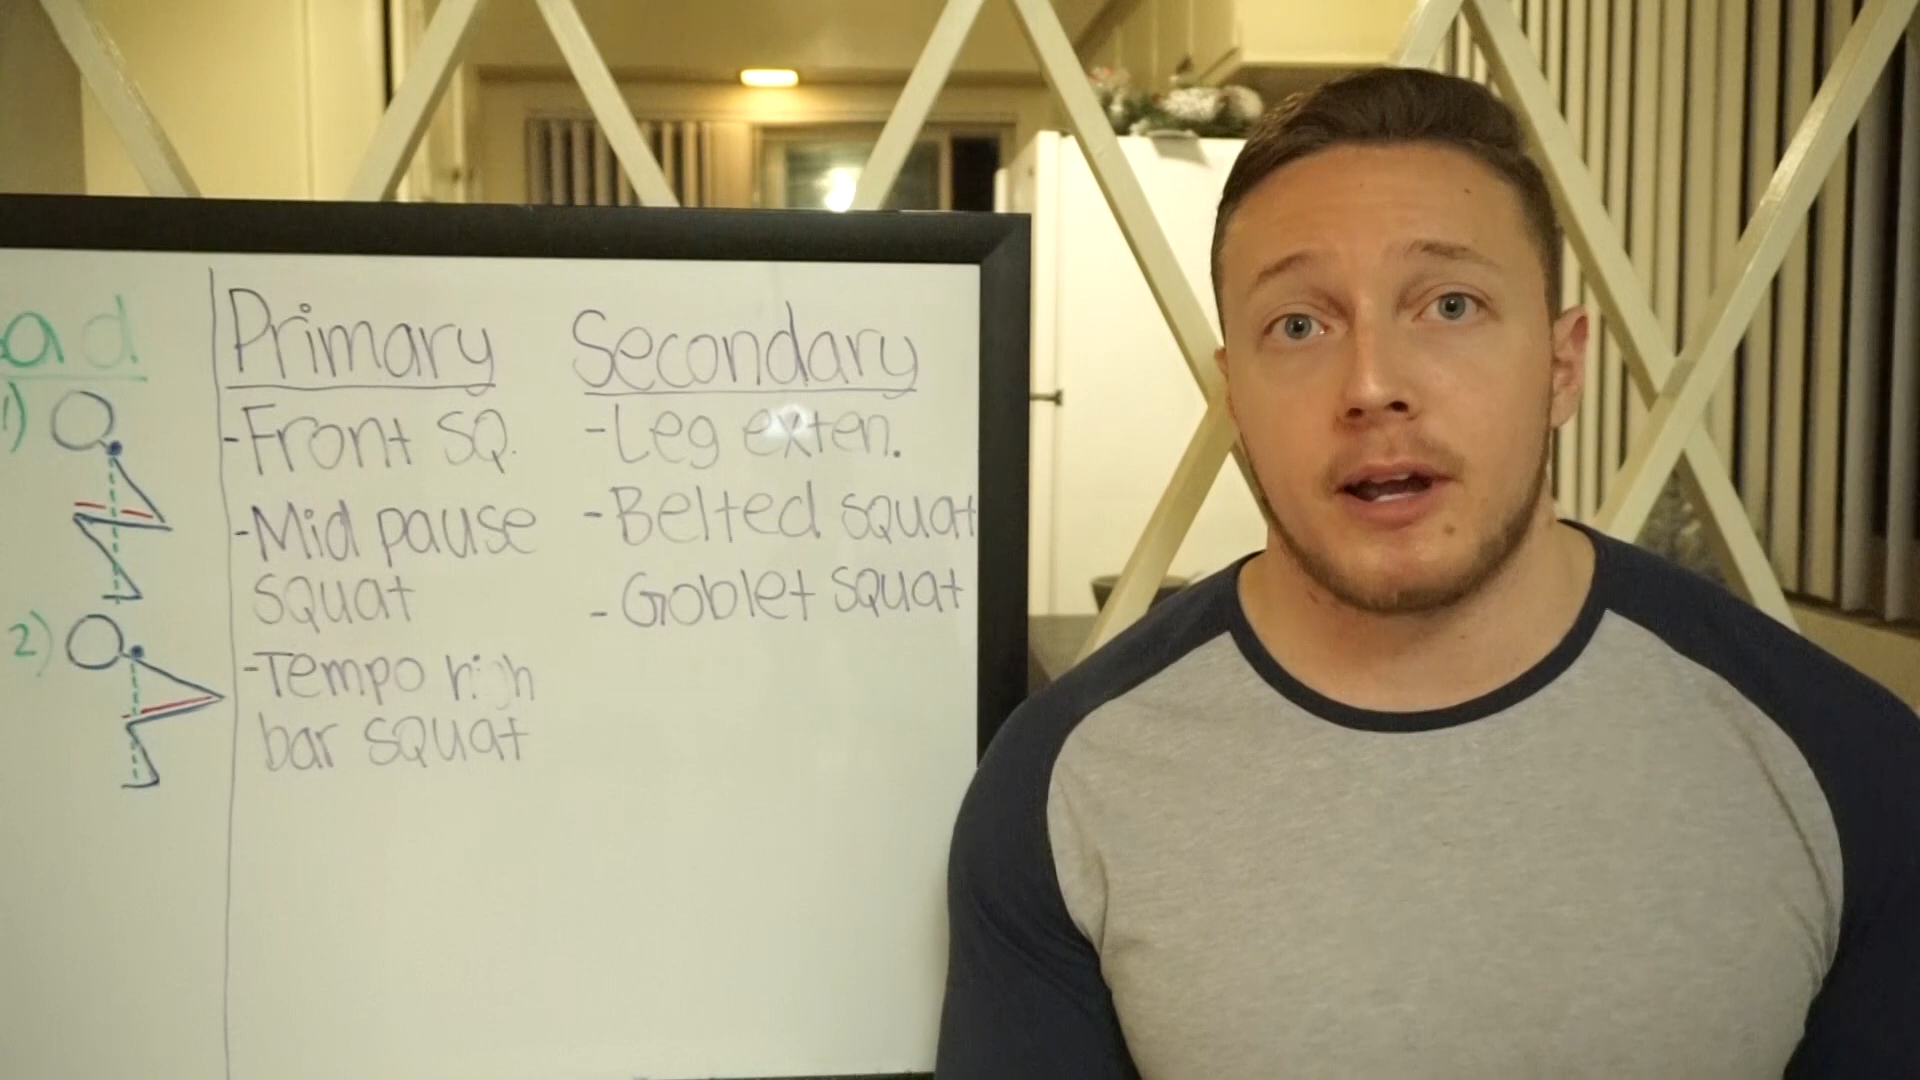 ad.
1)
2)
Primary
-Front SQ.
-Mid pause
squat
-Tempo high
bar squat
Secondary
-Leg exten.
-Belted squat
-Goblet squat